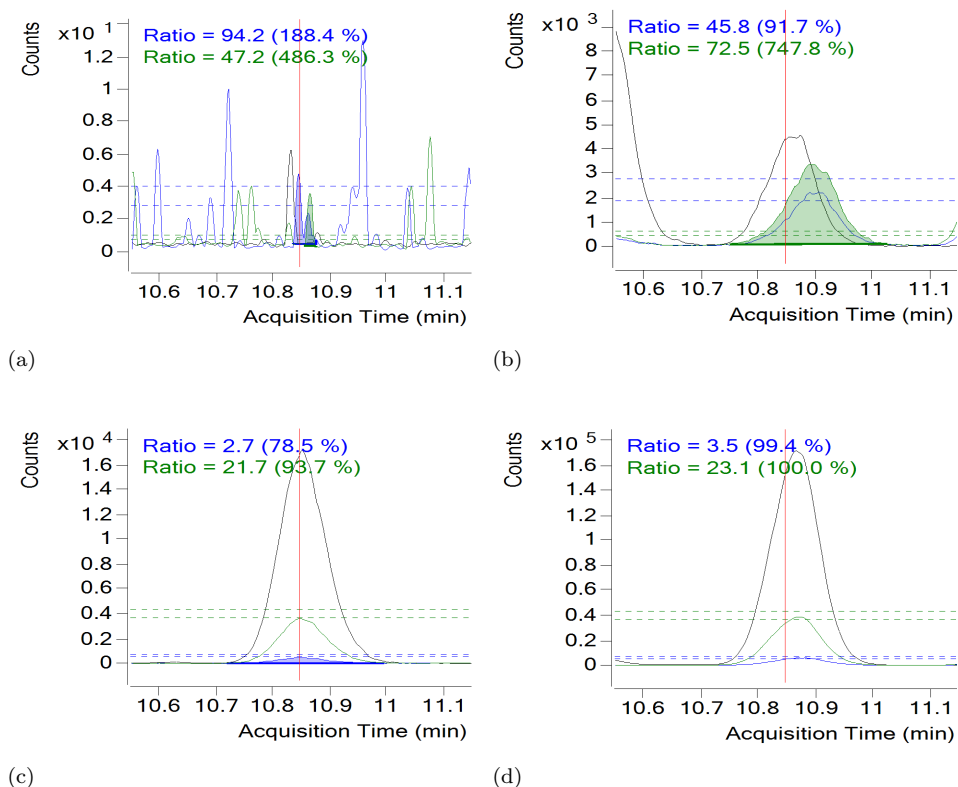 x10 1
Ratio = 94.2 (188.4 %)
Ratio = 47.2 (486.3 %)
Counts
1.2
1
0.8
0.6
0.4
0.2
0
10.6 10.7 10.8 10.9 11 11.1
Acquisition Time (min)
(a)
x10 3
Ratio = 45.8 (91.7 %)
Ratio = 72.5 (747.8 %)
Counts
8
7
6
5
4
3
2
1
0
10.6 10.7 10.8 10.9 11 11.1
Acquisition Time (min)
(b)
x10 4
Ratio = 2.7 (78.5 %)
Ratio = 21.7 (93.7 %)
Counts
1.6
1.4
1.2
1
0.8
0.6
0.4
0.2
0
10.6 10.7 10.8 10.9 11 11.1
Acquisition Time (min)
(c)
x10 5
Ratio = 3.5 (99.4 %)
Ratio = 23.1 (100.0 %)
Counts
1.6
1.4
1.2
1
0.8
0.6
0.4
0.2
0
10.6 10.7 10.8 10.9 11 11.1
Acquisition Time (min)
(d)